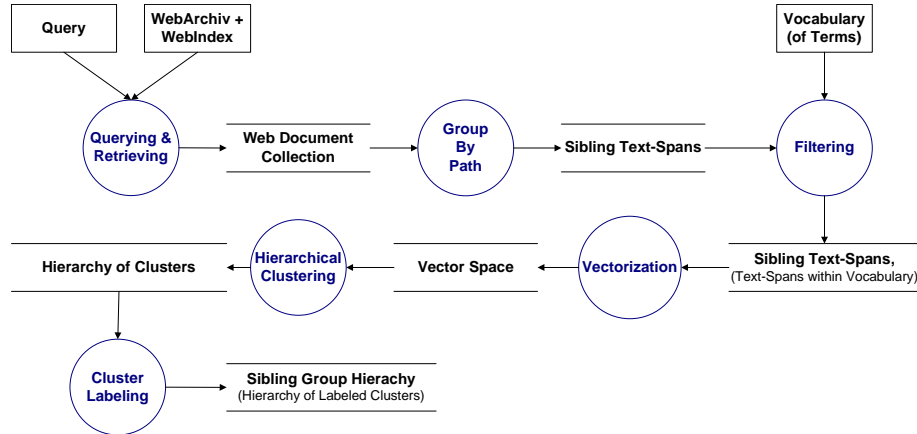 Query
WebArchiv +
WebIndex
Vocabulary
(of Terms)
Querying &
Retrieving
Web Document
Collection
Group
By
Path
Sibling Text-Spans
Filtering
Hierarchy of Clusters
Hierarchical
Clustering
Vector Space
Vectorization
Sibling Text-Spans,
(Text-Spans within Vocabulary)
Cluster
Labeling
Sibling Group Hierachy
(Hierarchy of Labeled Clusters)